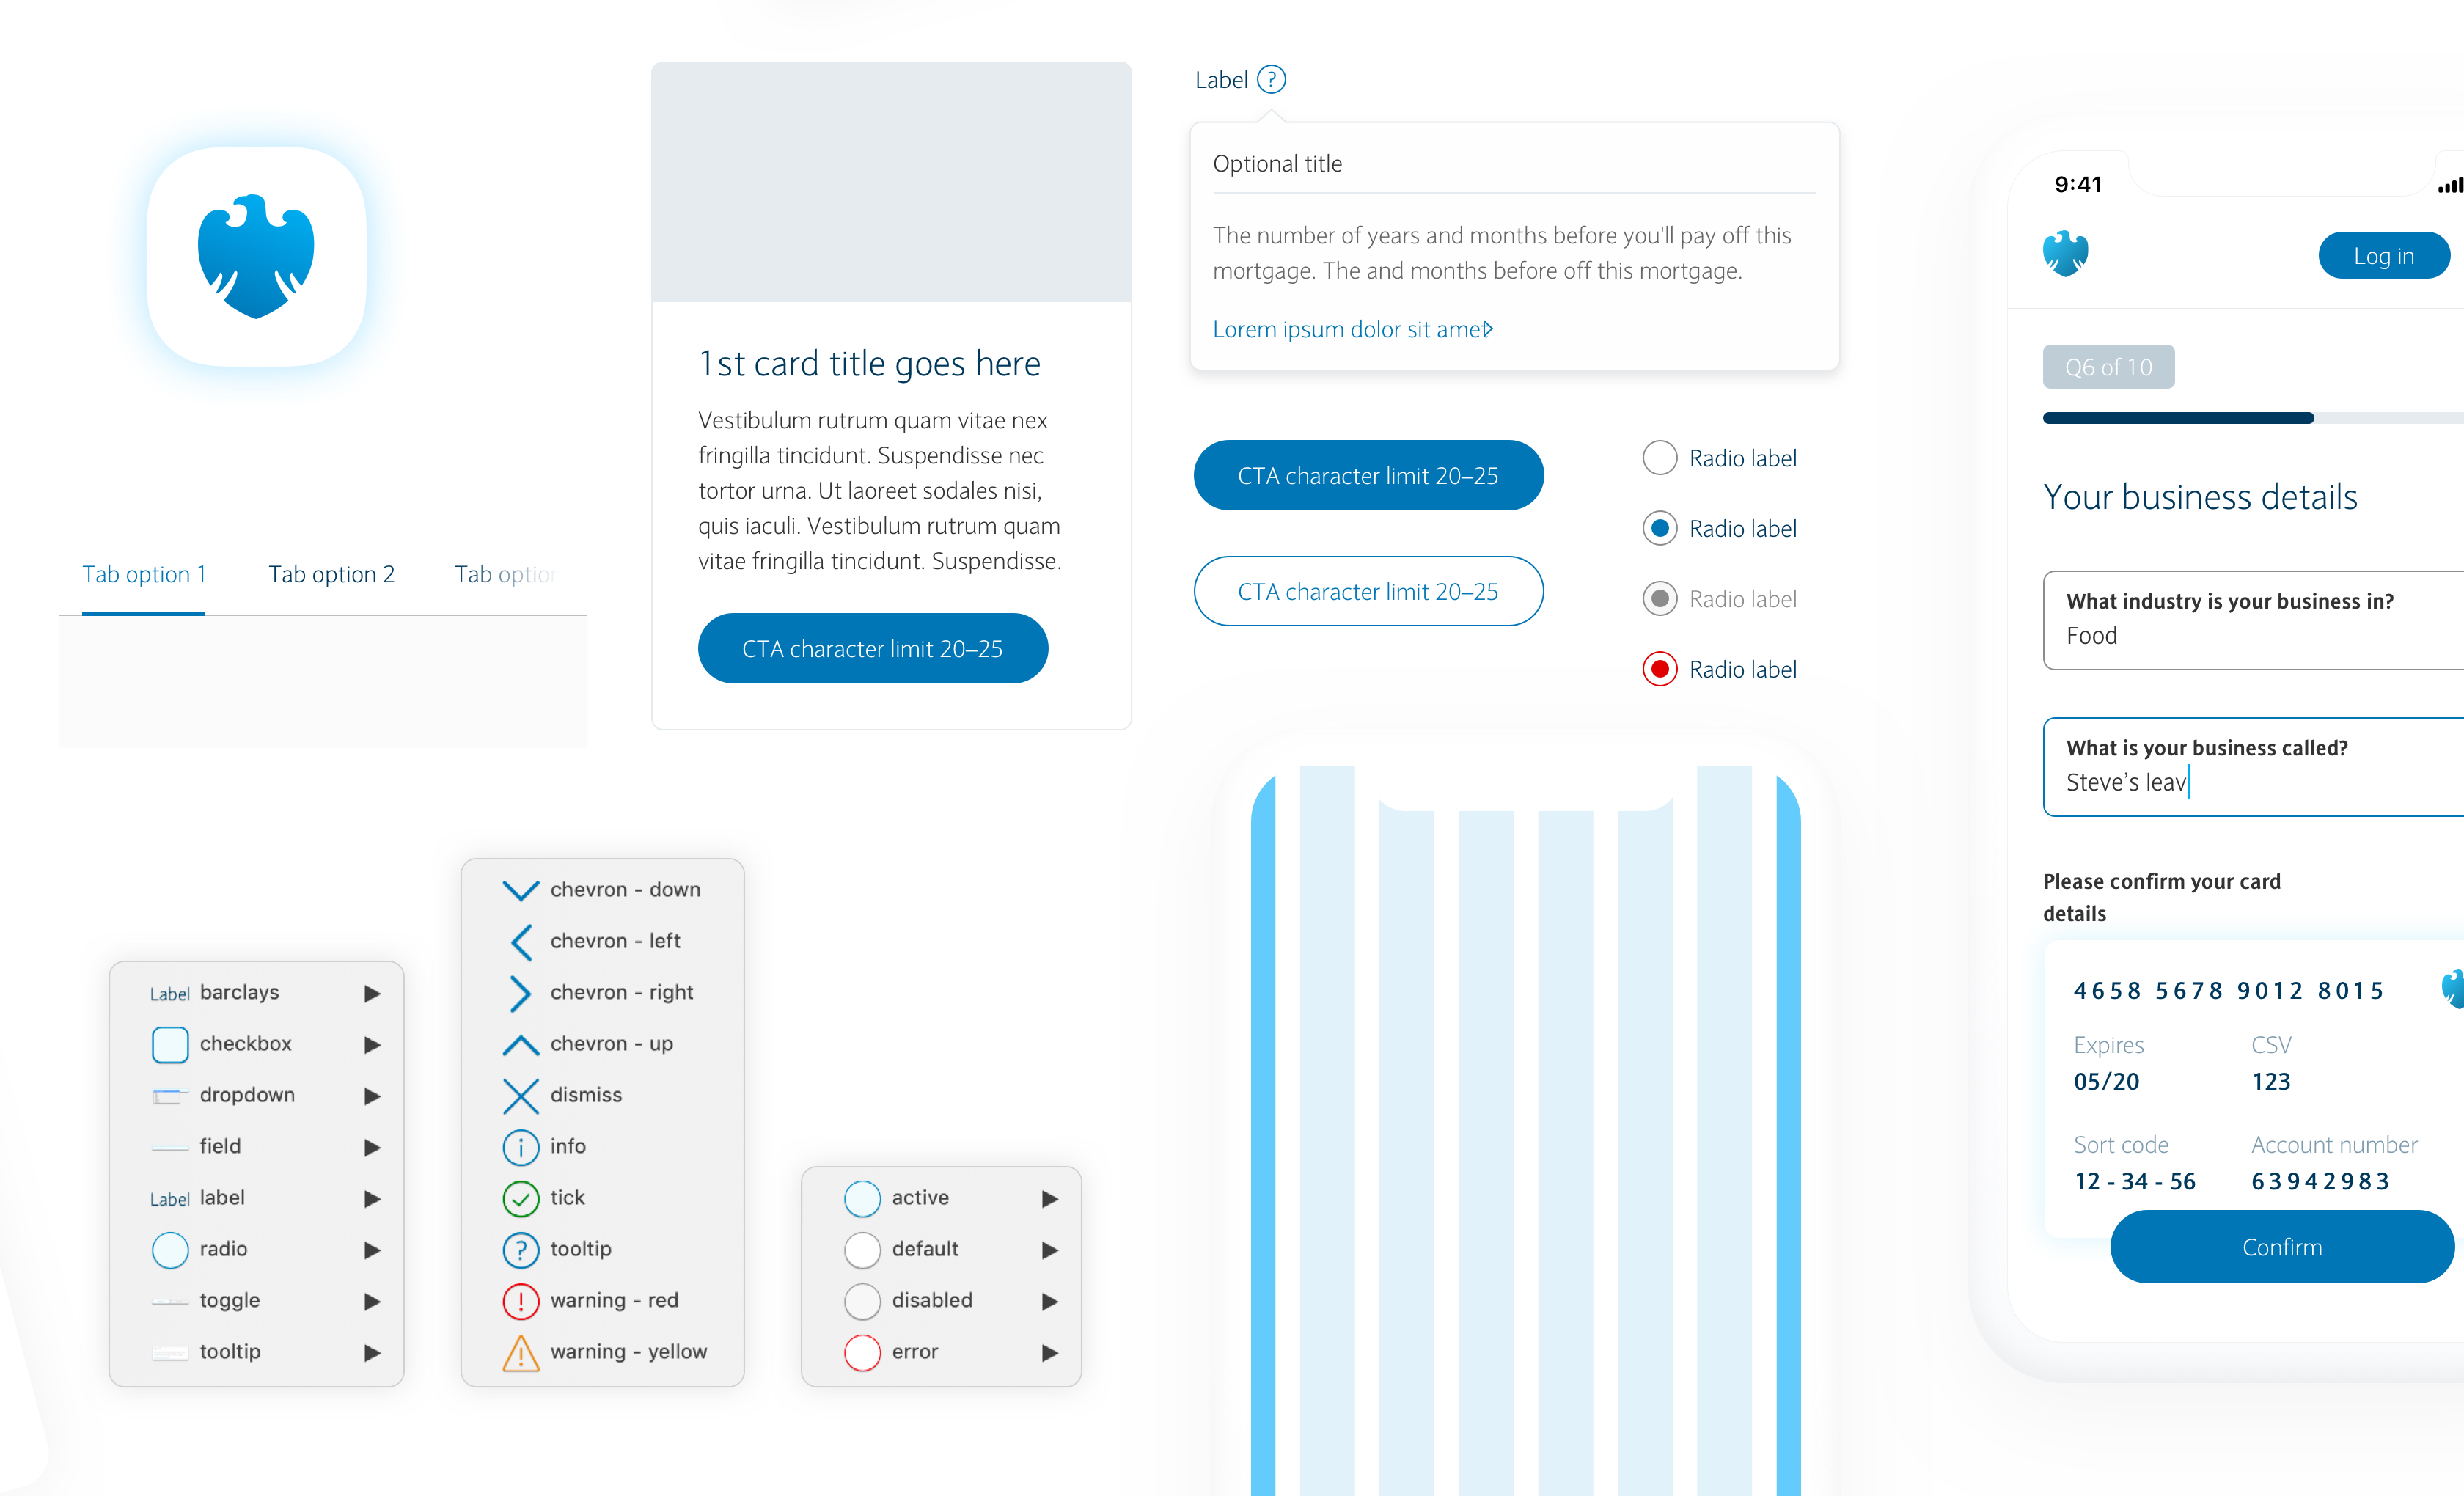 Tab option 1
Tab option 2
Tab option
1st card title goes here
Vestibulum rutrum quam vitae nex
fringilla tincidunt. Suspendisse nec
tortor urna. Ut laoreet sodales nisi,
quis iaculi. Vestibulum rutrum quam
vitae fringilla tincidunt. Suspendisse.
CTA character limit 20–25
Label ?
Optional title
The number of years and months before you'll pay off this
mortgage. The and months before off this mortgage.
Lorem ipsum dolor sit amet
CTA character limit 20–25
CTA character limit 20–25
Radio label
Radio label
Radio label
Radio label
Label barclays
checkbox
dropdown
field
Label label
radio
toggle
tooltip
chevron - down
chevron - left
chevron - right
chevron - up
dismiss
i info
tick
? tooltip
! warning - red
! warning - yellow
active
default
disabled
error
9:41
Log in
Q6 of 10
Your business details
What industry is your business in?
Food
What is your business called?
Steve’s leav
Please confirm your card
details
4658 5678 9012 8015
Expires CSV
05/20 123
Sort code Account number
12 - 34 - 56 63942983
Confirm